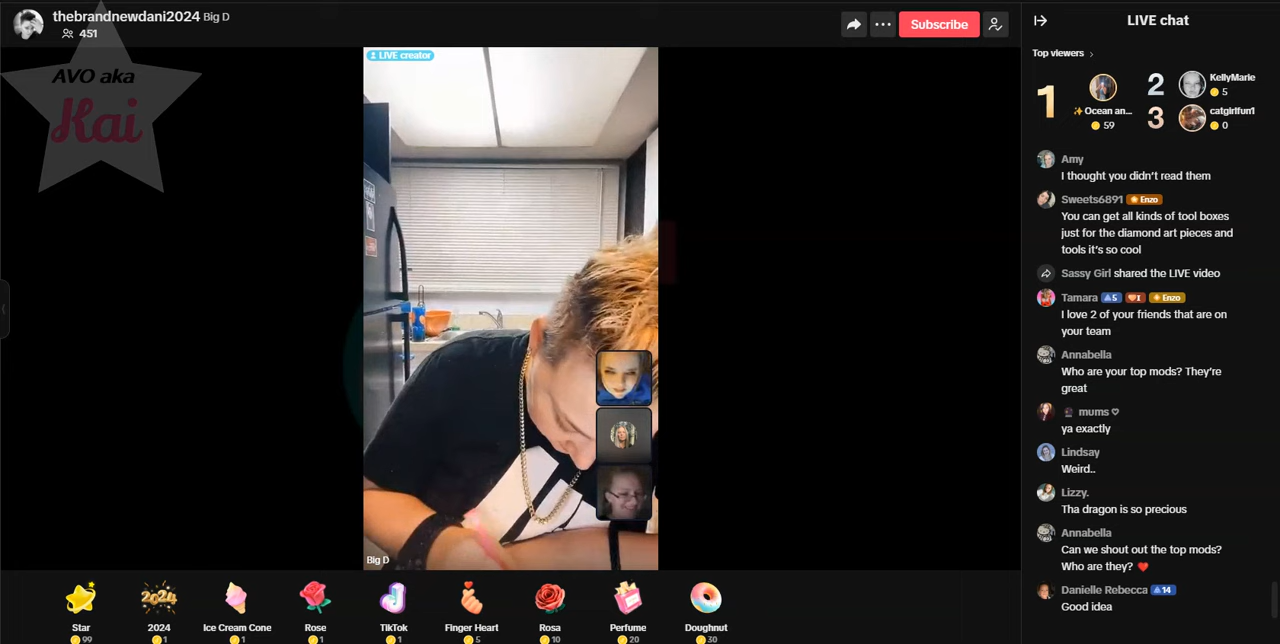 thebrandnewdani2024 Big D
451
Subscribe
AVO aka
Kai
LIVE creator
Big D
Star
99
2024
2024
1
Ice Cream Cone
1
Rose
1
TikTok
1
Finger Heart
5
Rosa
10
Perfume
20
Doughnut
30
LIVE chat
Top viewers
1
Ocean an...
59
2
KellyMarie
5
3
catgirlfun1
0
Amy
I thought you didn't read them
Sweets6891 Enzo
You can get all kinds of tool boxes
just for the diamond art pieces and
tools it's so cool
Sassy Girl shared the LIVE video
Tamara 5 1 Enzo
I love 2 of your friends that are on
your team
Annabella
Who are your top mods? They're
great
mums
ya exactly
Lindsay
Weird..
Lizzy.
Tha dragon is so precious
Annabella
Can we shout out the top mods?
Who are they? ❤️
Danielle Rebecca 14
Good idea